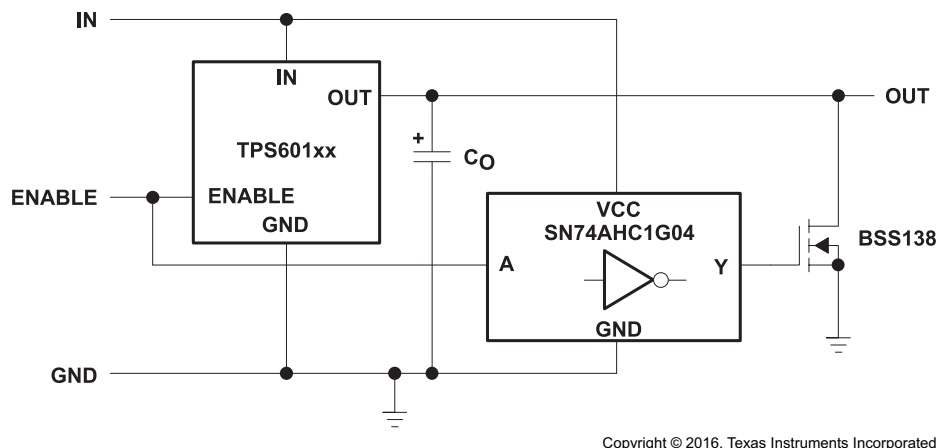 IN
IN
OUT
OUT
TPS601xx
+
CO
ENABLE
ENABLE
GND
VCC
SN74AHC1G04
A
Y
BSS138
GND
GND
Copyright © 2016, Texas Instruments Incorporated